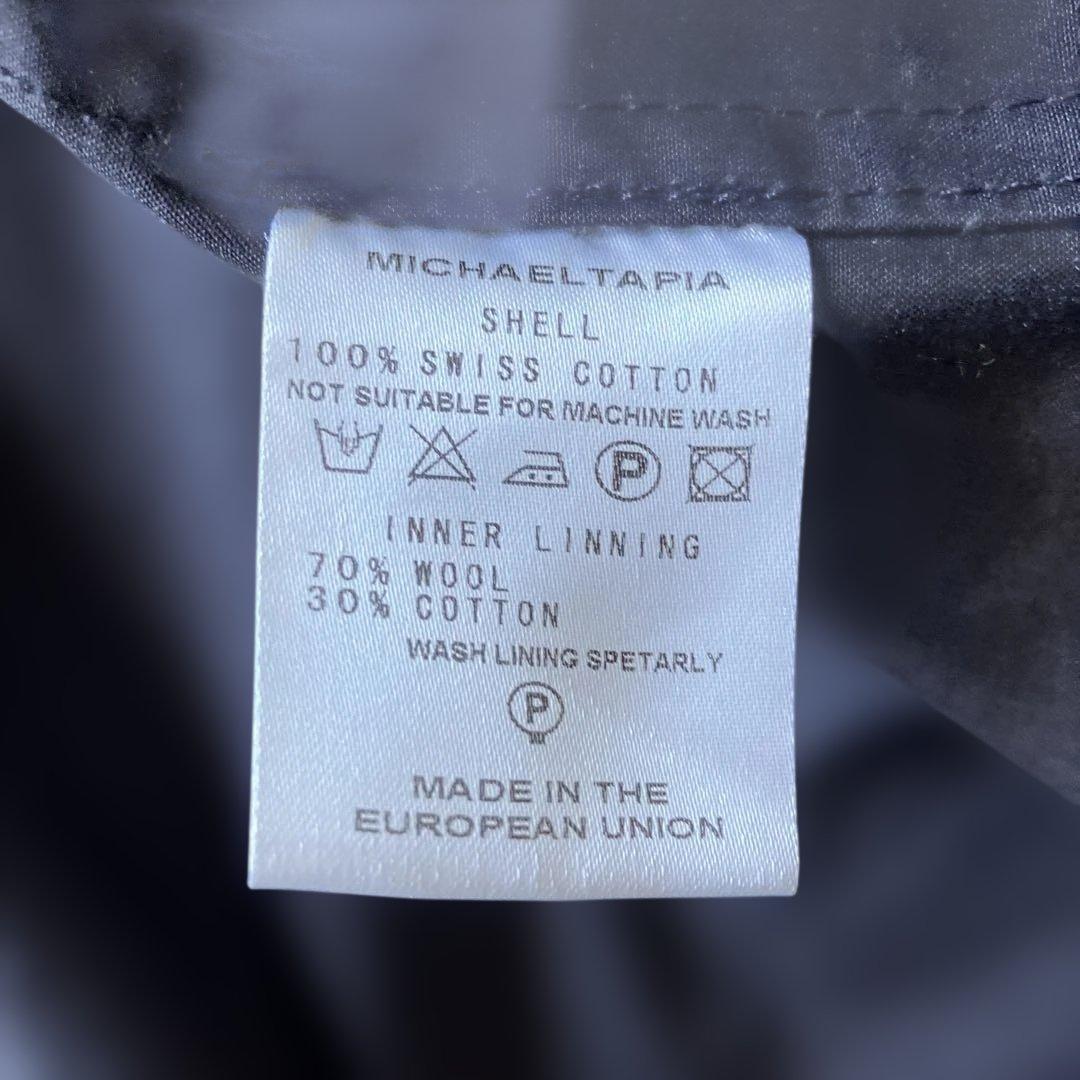 MICHAELTAPIA
SHELL
100% SWISS COTTON
NOT SUITABLE FOR MACHINE WASH
P
INNER LINNING
70% WOOL
30% COTTON
WASH LINING SPETARLY
P
MADE IN THE
EUROPEAN UNION